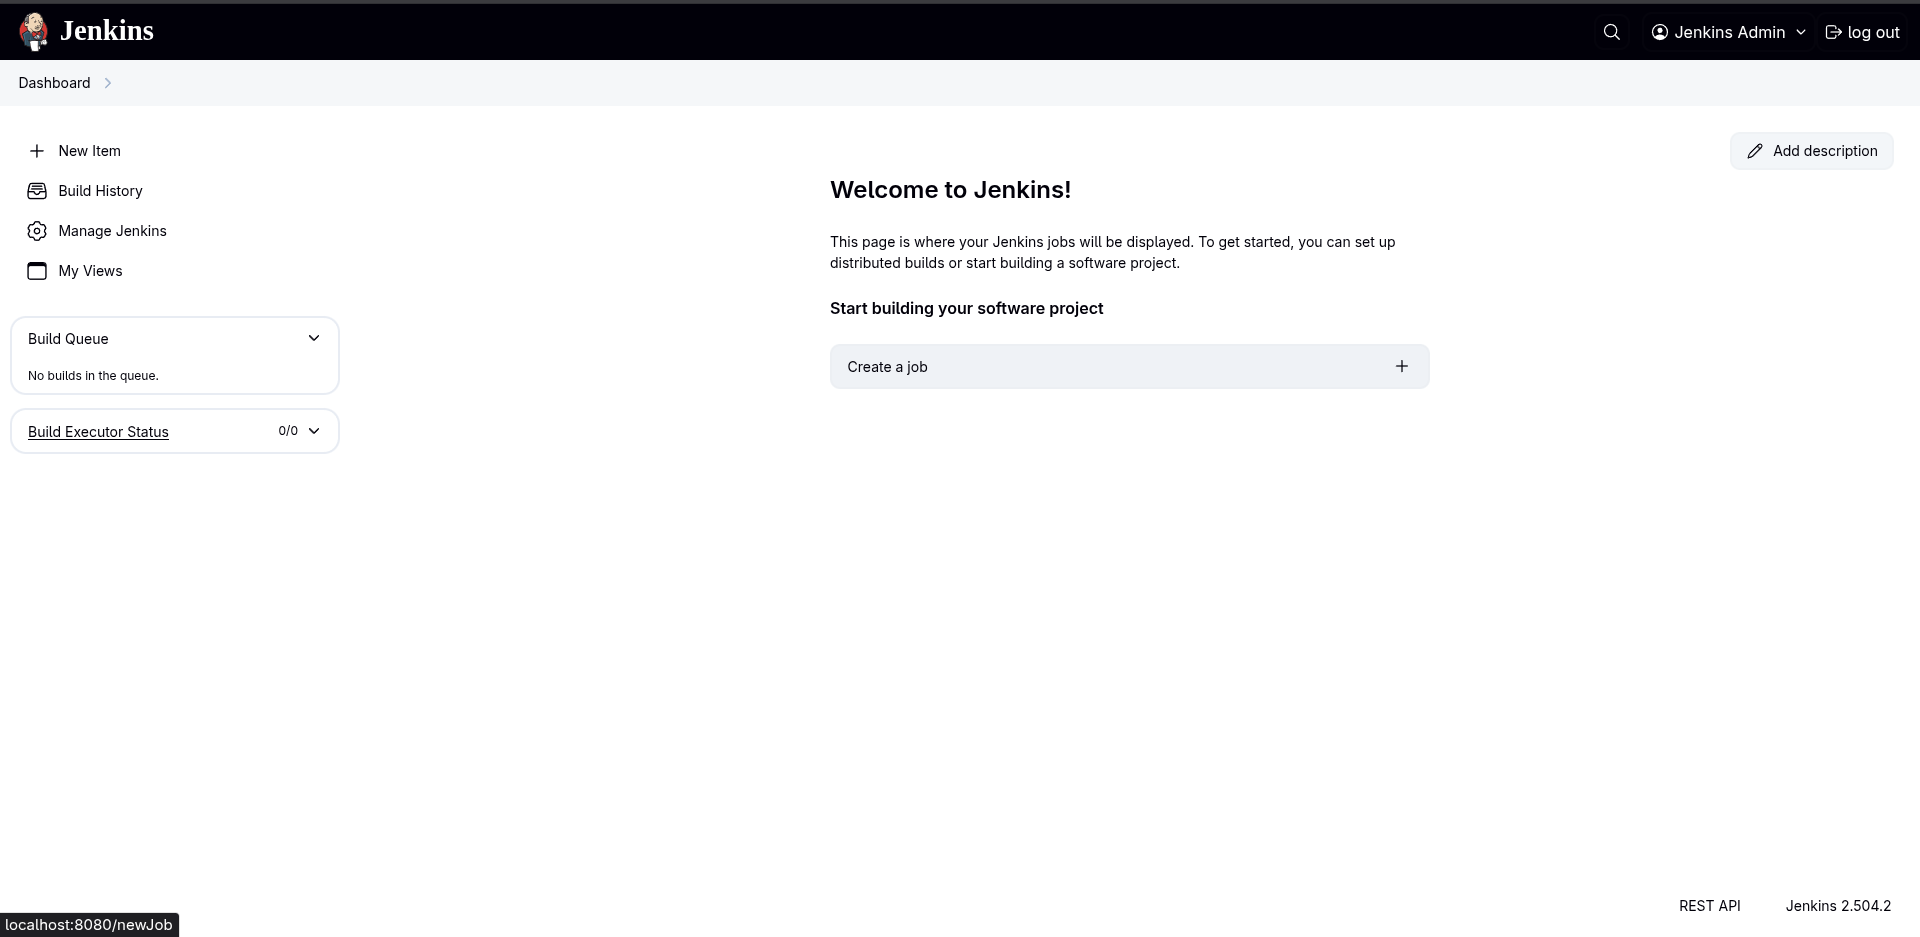 Jenkins
Jenkins Admin
log out
Dashboard
New Item
Build History
Manage Jenkins
My Views
Build Queue
No builds in the queue.
Build Executor Status 0/0
Add description
Welcome to Jenkins!
This page is where your Jenkins jobs will be displayed. To get started, you can set up
distributed builds or start building a software project.
Start building your software project
Create a job
REST API
Jenkins 2.504.2
localhost:8080/newJob